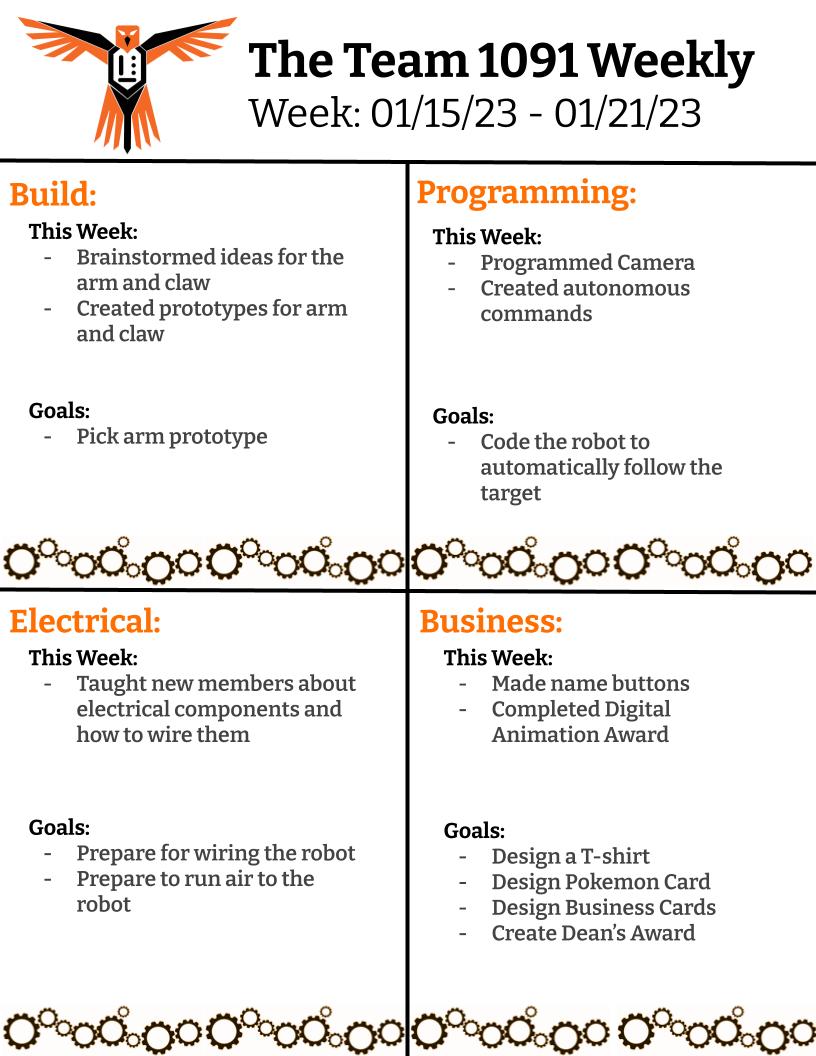 The Team 1091 Weekly
Week: 01/15/23 - 01/21/23
Build:
This Week:
- Brainstormed ideas for the
arm and claw
- Created prototypes for arm
and claw
Goals:
- Pick arm prototype
Programming:
This Week:
- Programmed Camera
- Created autonomous
commands
Goals:
- Code the robot to
automatically follow the
target
Electrical:
This Week:
- Taught new members about
electrical components and
how to wire them
Goals:
- Prepare for wiring the robot
- Prepare to run air to the
robot
Business:
This Week:
- Made name buttons
- Completed Digital
Animation Award
Goals:
- Design a T-shirt
- Design Pokemon Card
- Design Business Cards
- Create Dean’s Award